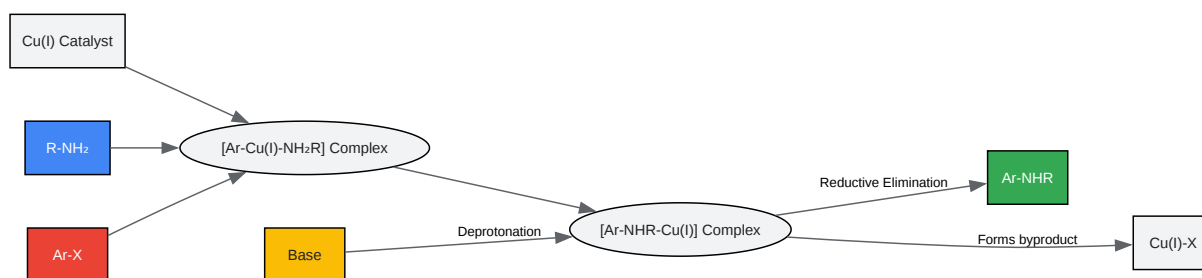 Cu(I) Catalyst
R-NH₂
[Ar-Cu(I)-NH₂R] Complex
Ar-X
Base
Deprotonation
[Ar-NHR-Cu(I)] Complex
Reductive Elimination
Ar-NHR
Forms byproduct
Cu(I)-X